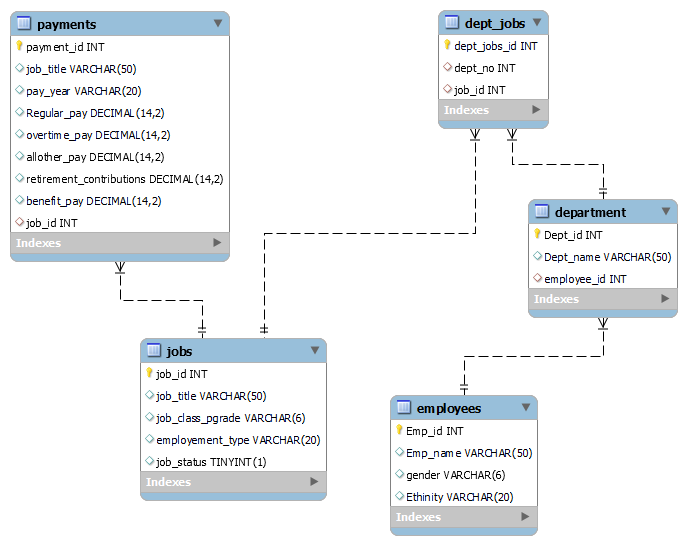 payments
payment_id INT
job_title VARCHAR(50)
pay_year VARCHAR(20)
Regular_pay DECIMAL(14,2)
overtime_pay DECIMAL(14,2)
allother_pay DECIMAL(14,2)
retirement_contributions DECIMAL(14,2)
benefit_pay DECIMAL(14,2)
job_id INT
Indexes
dept_jobs
dept_jobs_id INT
dept_no INT
job_id INT
Indexes
department
Dept_id INT
Dept_name VARCHAR(50)
employee_id INT
Indexes
jobs
job_id INT
job_title VARCHAR(50)
job_class_pgrade VARCHAR(6)
employement_type VARCHAR(20)
job_status TINYINT(1)
Indexes
employees
Emp_id INT
Emp_name VARCHAR(50)
gender VARCHAR(6)
Ethinity VARCHAR(20)
Indexes